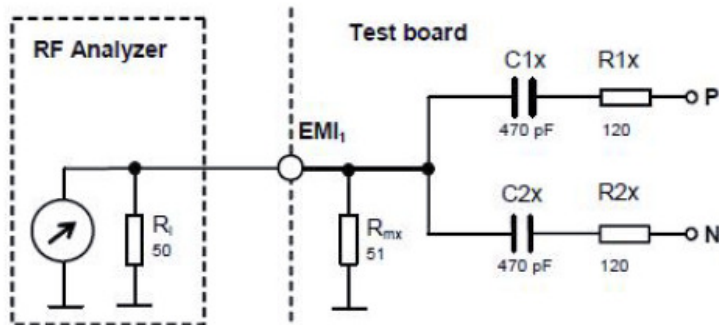 Test board
RF Analyzer
C1x
R1x
P
470 pF
120
EMI₁
C2x
R2x
Rᵢ
50
Rₘₓ
51
N
470 pF
120